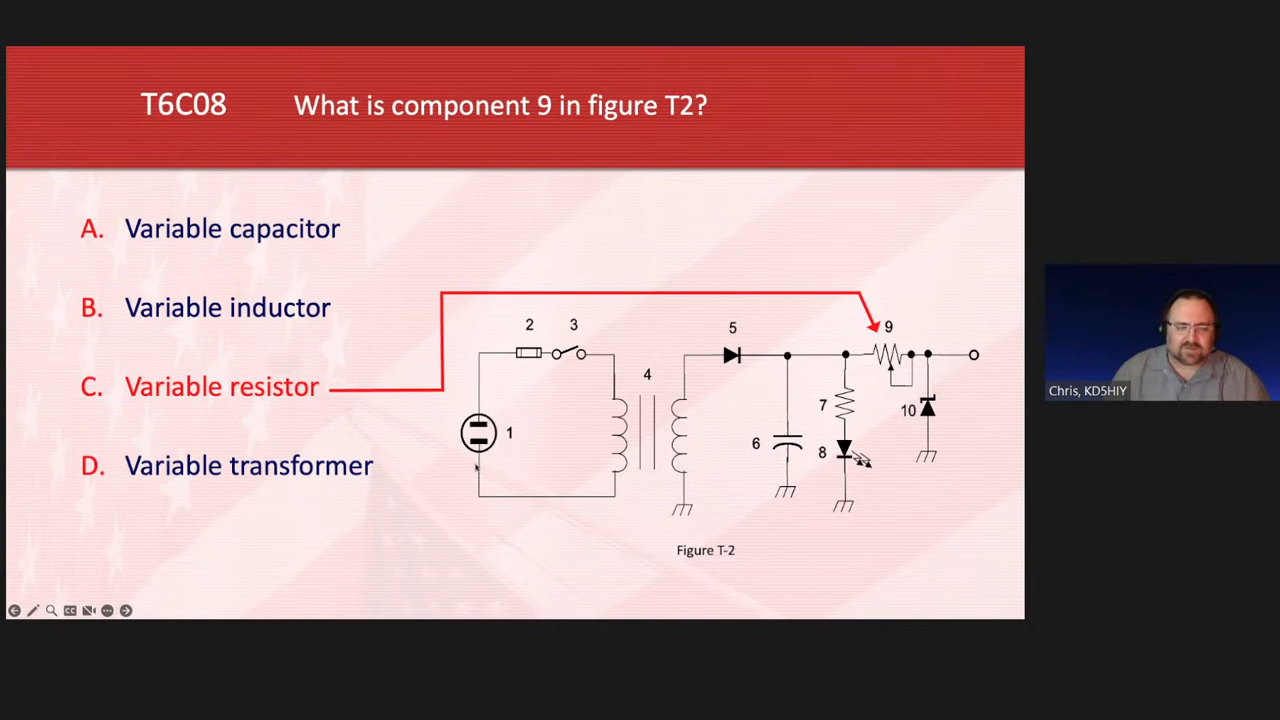 T6C08 What is component 9 in figure T2?
A. Variable capacitor
B. Variable inductor
C. Variable resistor
D. Variable transformer
2 3 5 9
4
7 10
1 6 8
Figure T-2
CC
Chris, KD5HIY